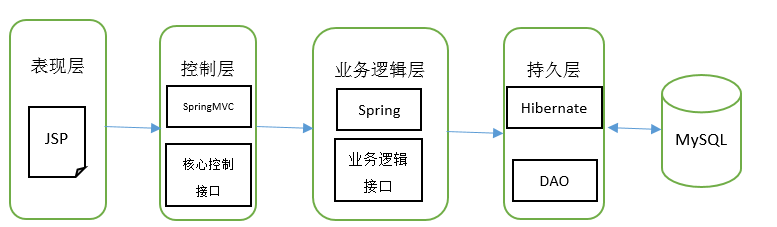 表现层
JSP
控制层
SpringMVC
核心控制
接口
业务逻辑层
Spring
业务逻辑
接口
持久层
Hibernate
DAO
MySQL